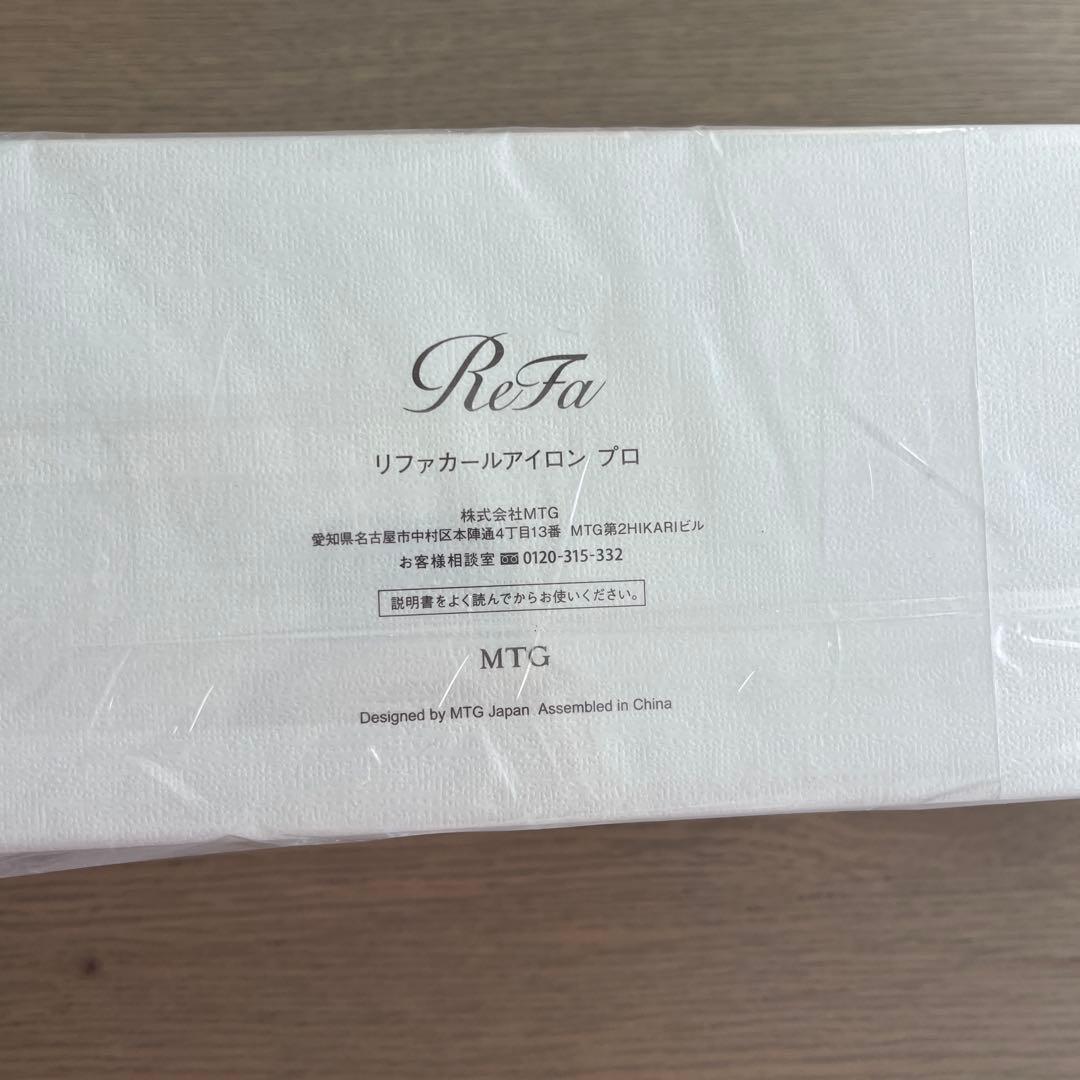 ReFa
リファカールアイロン プロ
株式会社MTG
愛知県名古屋市中村区本陣通4丁目13番 MTG第2HIKARIビル
お客様相談室 0120-315-332
説明書をよく読んでからお使いください。
MTG
Designed by MTG Japan Assembled in China